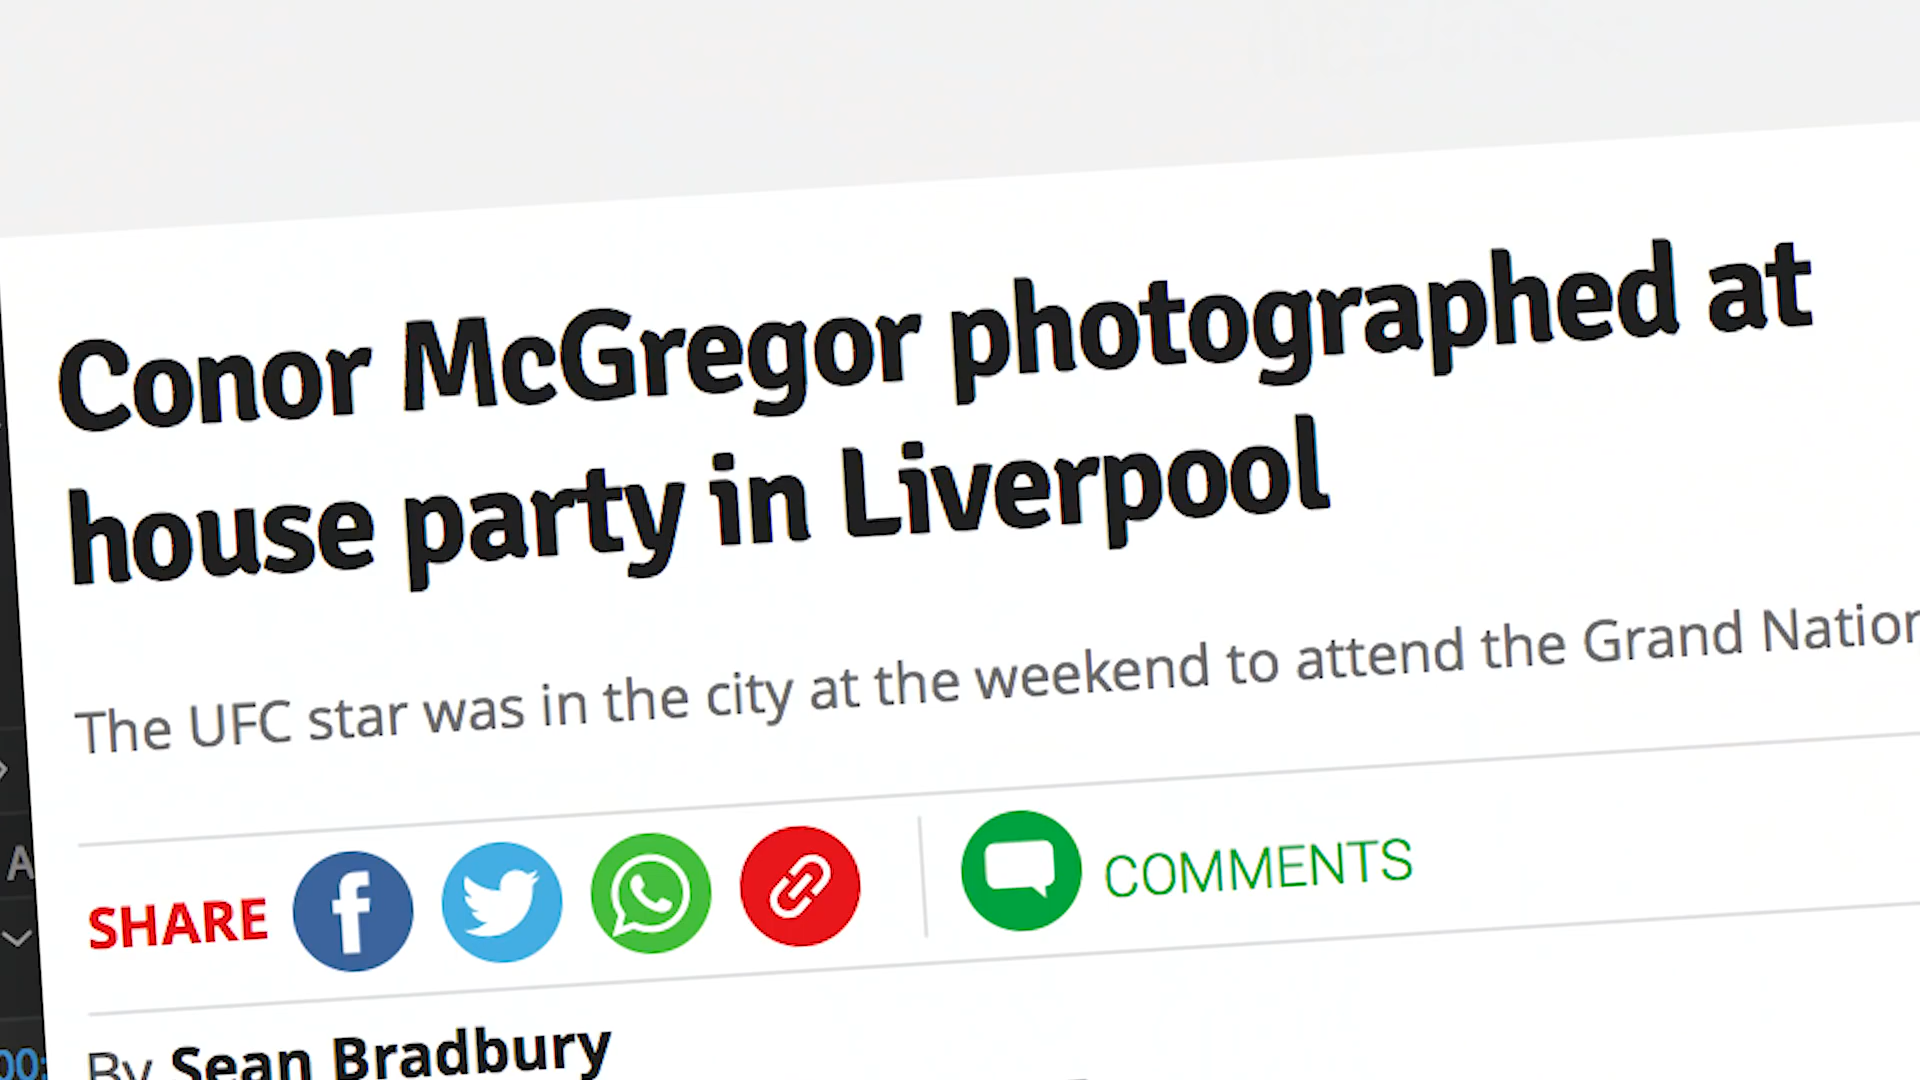 Conor McGregor photographed at
house party in Liverpool
The UFC star was in the city at the weekend to attend the Grand Nation
SHARE
COMMENTS
By Sean Bradbury
A
00: